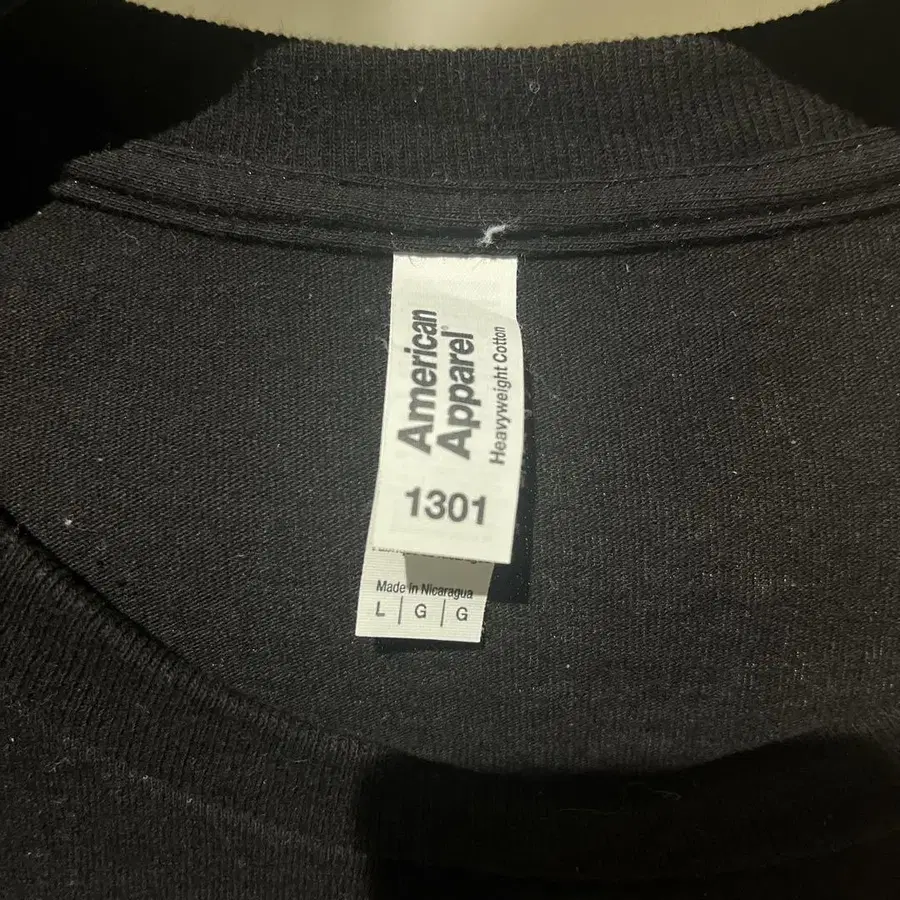 American
Apparel®
Heavyweight Cotton
1301
Made in Nicaragua
L | G | G